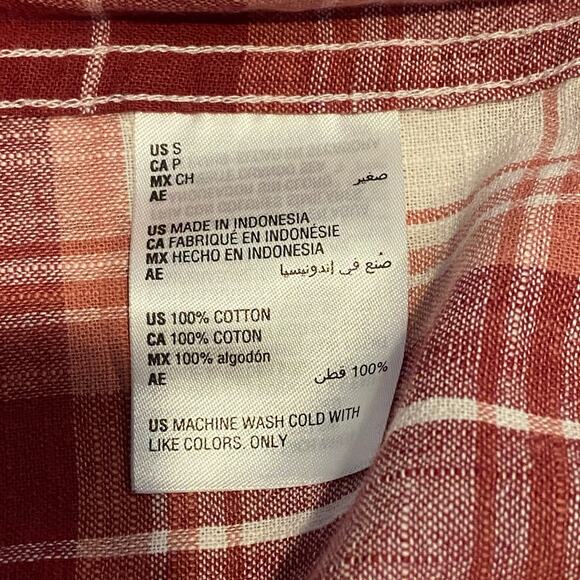 US S
CA P
MX CH
AE صغير
US MADE IN INDONESIA
CA FABRIQUÉ EN INDONÉSIE
MX HECHO EN INDONESIA
AE صُنع في إندونيسيا
US 100% COTTON
CA 100% COTON
MX 100% algodón
AE 100% قطن
US MACHINE WASH COLD WITH
LIKE COLORS. ONLY